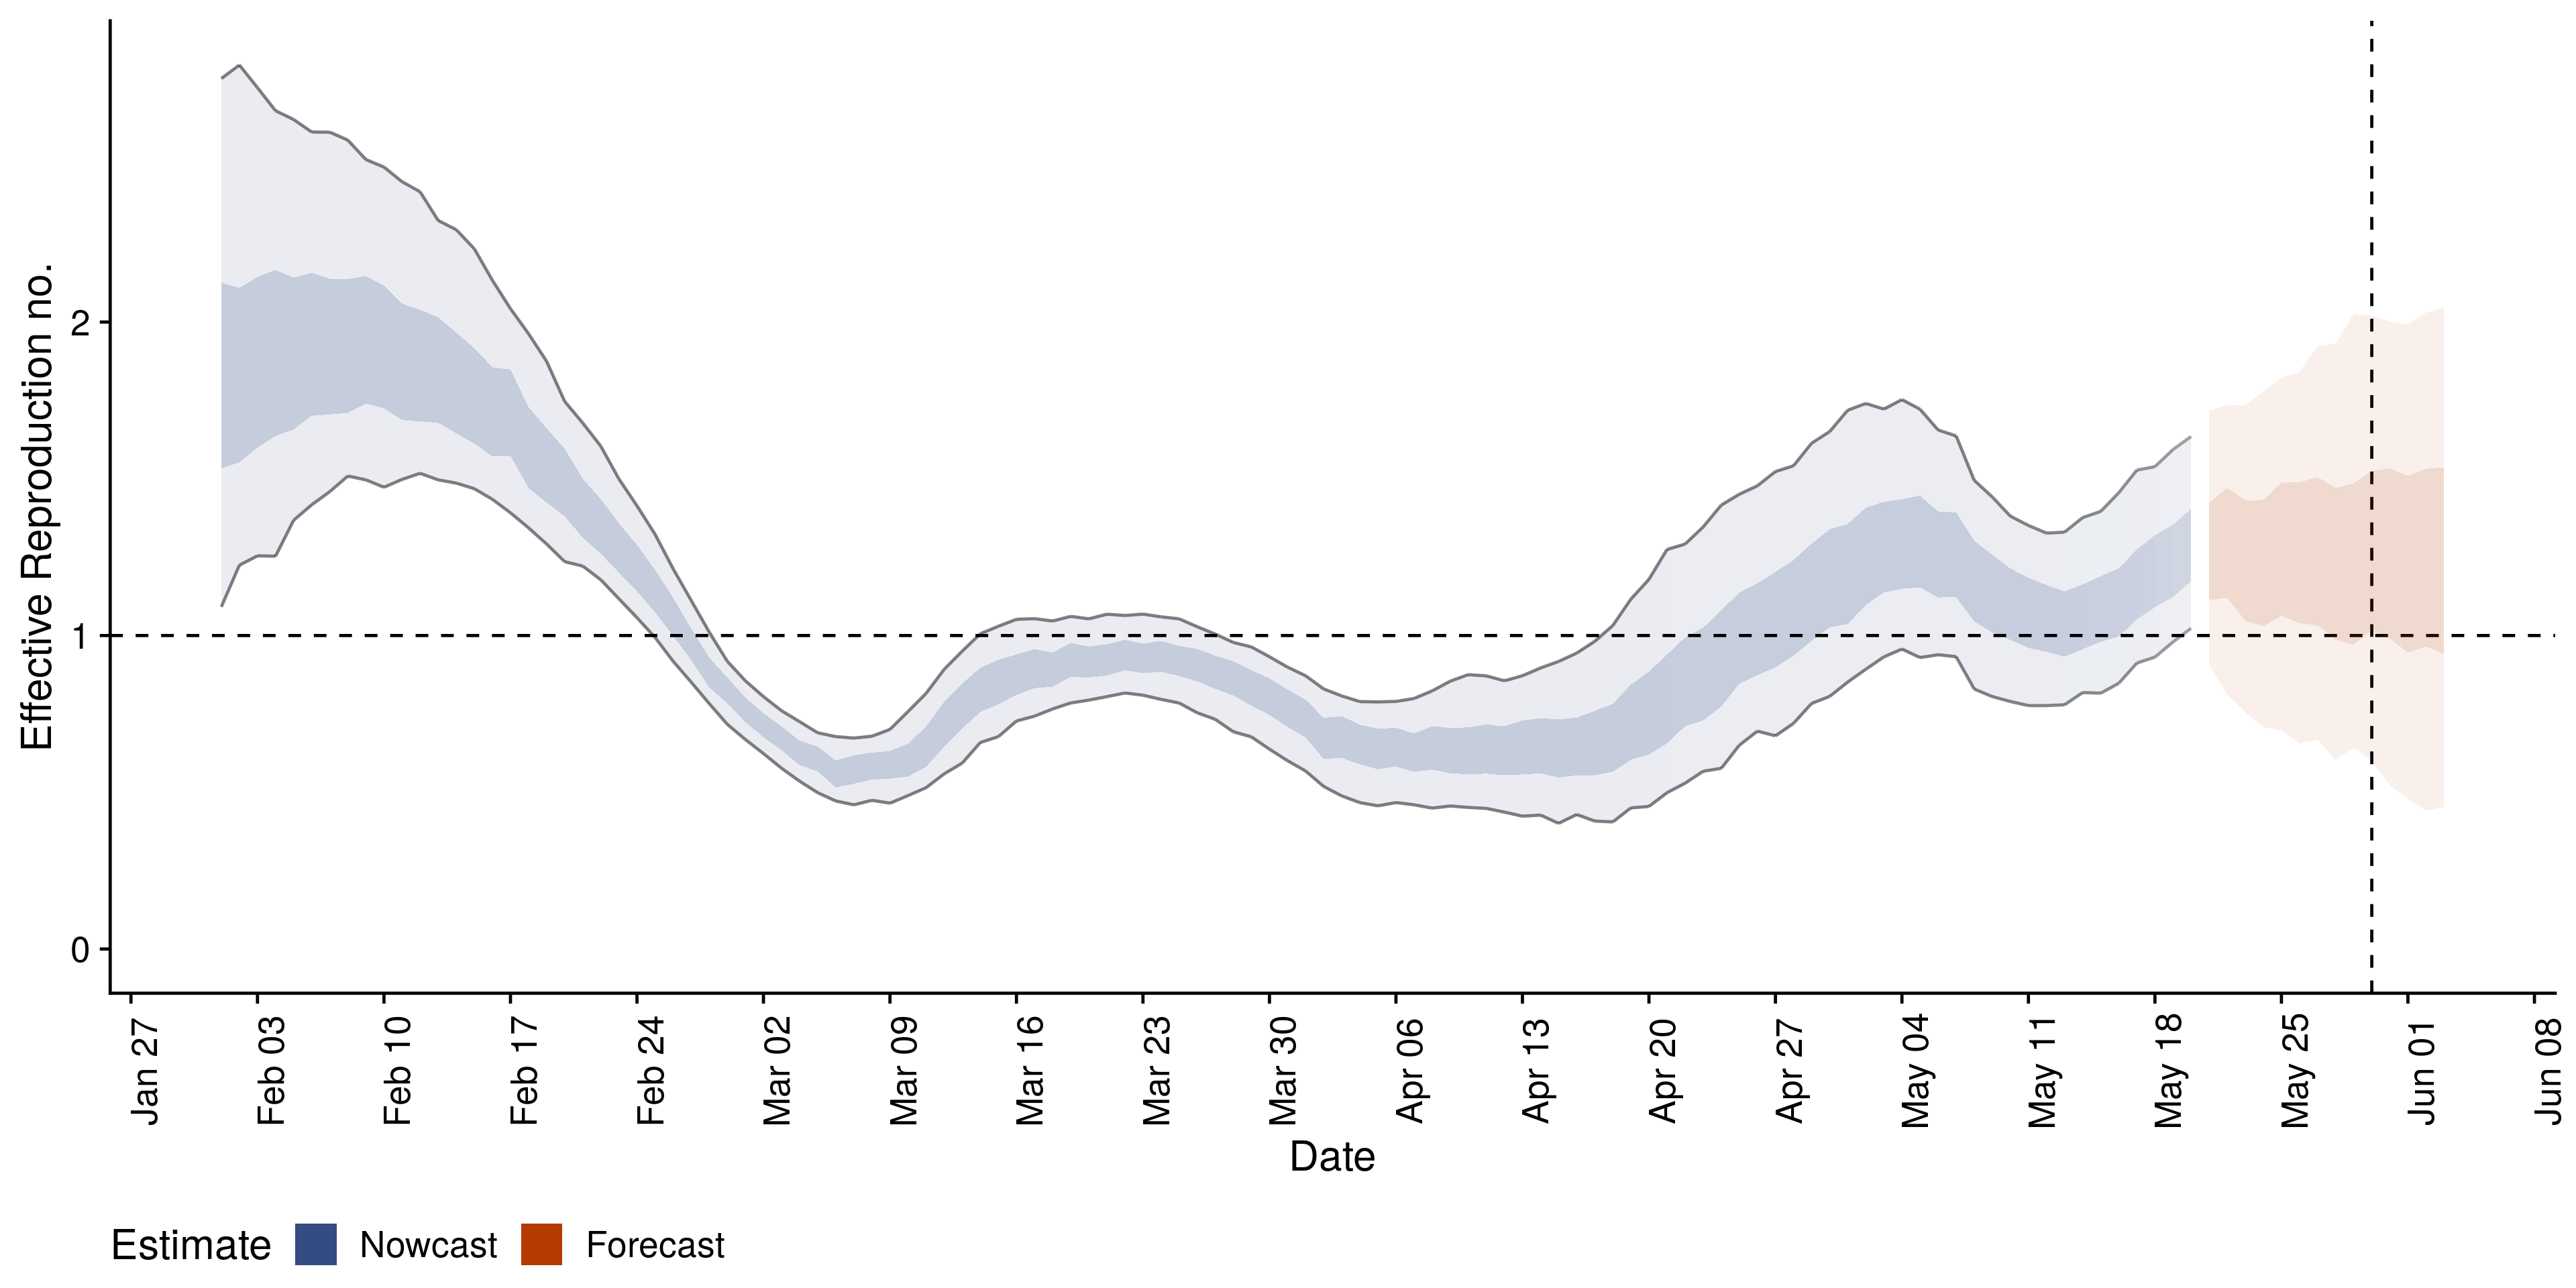 Effective Reproduction no.
2
1
0
Jan 27
Feb 03
Feb 10
Feb 17
Feb 24
Mar 02
Mar 09
Mar 16
Mar 23
Mar 30
Apr 06
Apr 13
Apr 20
Apr 27
May 04
May 11
May 18
May 25
Jun 01
Jun 08
Date
Estimate Nowcast Forecast